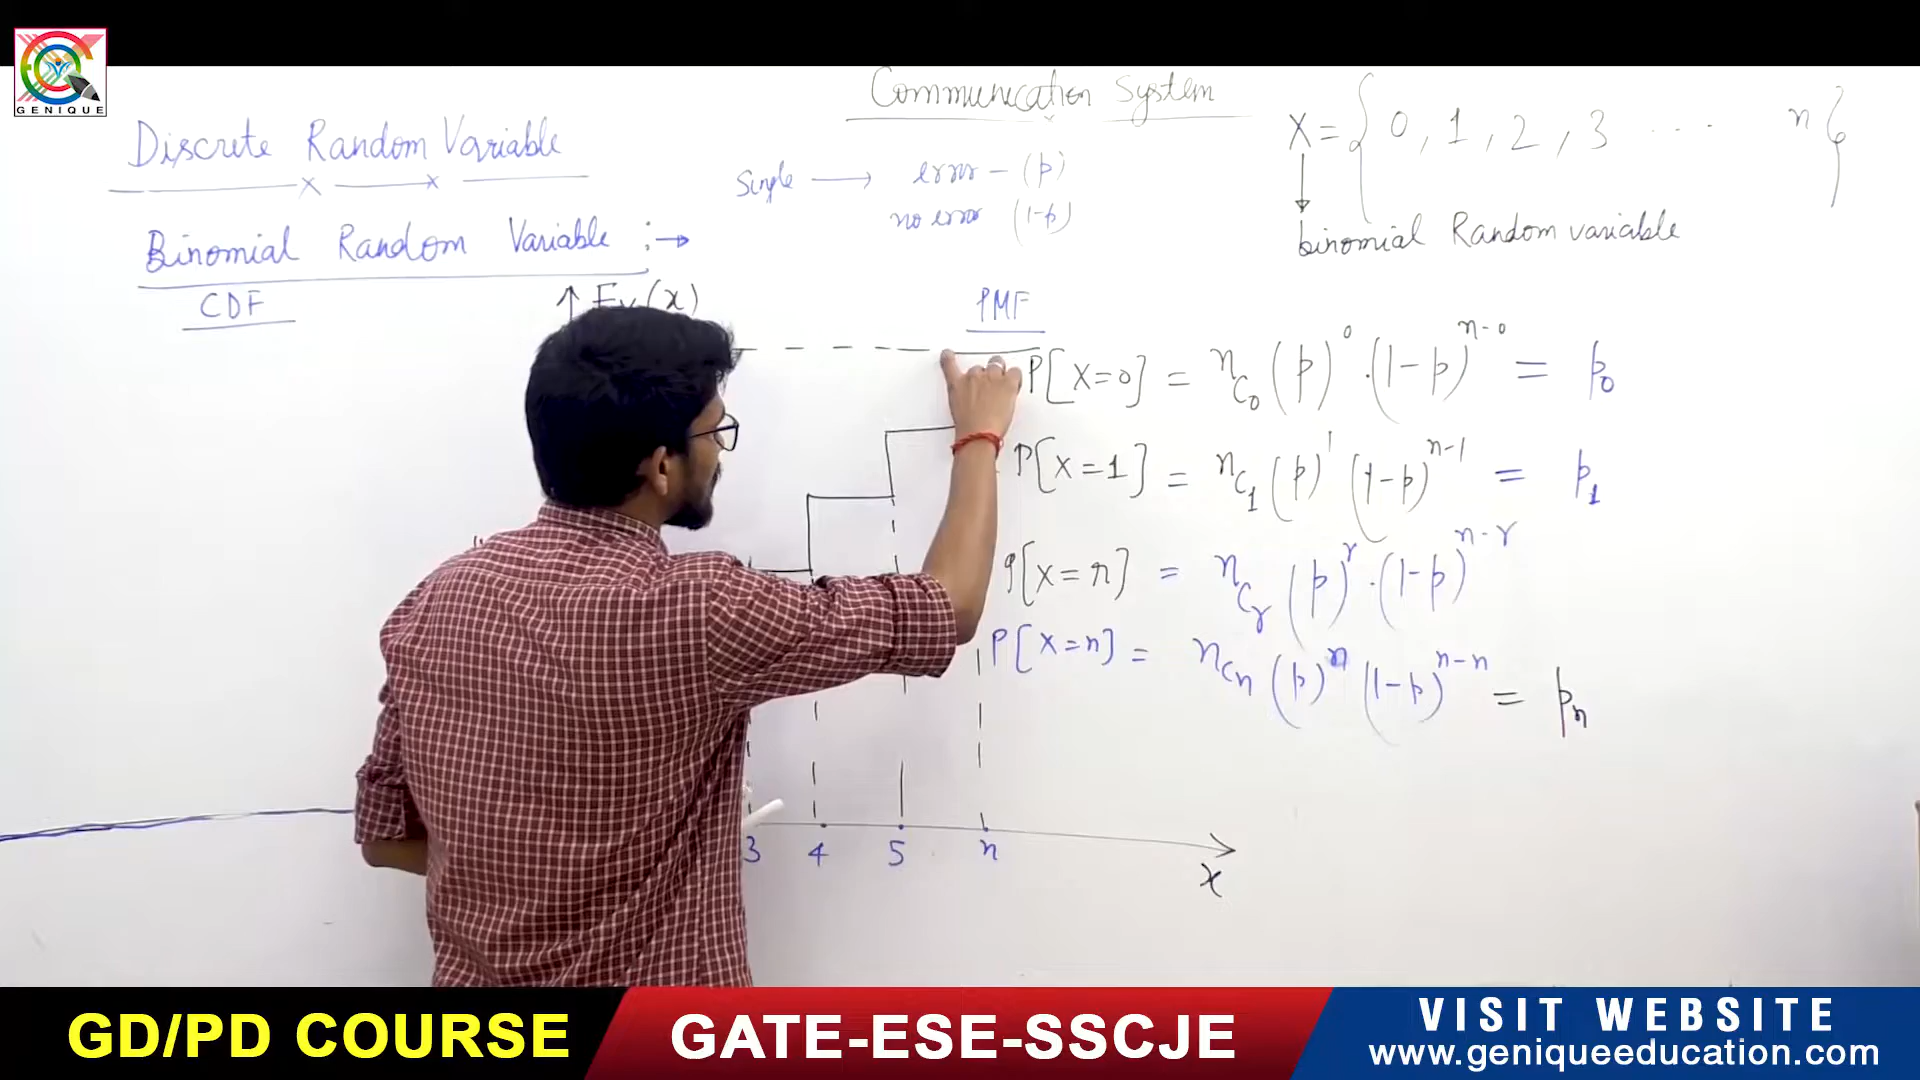 GENIQUE
Communication System
Discrete Random Variable
Single → error - (p)
no error (1-p)
X = { 0, 1, 2, 3 ... n }
binomial Random variable
Binomial Random Variable :→
CDF
(x)
PMF
P[X=0] = nC0 (p)^0 . (1-p)^n-0 = p0
P[X=1] = nC1 (p)^1 (1-p)^n-1 = p1
P[X=r] = nCr (p)^r . (1-p)^n-r
P[X=n] = nCn (p)^n (1-p)^n-n = pn
3 4 5 n
x
GD/PD COURSE
GATE-ESE-SSCJE
VISIT WEBSITE
www.geniqueeducation.com